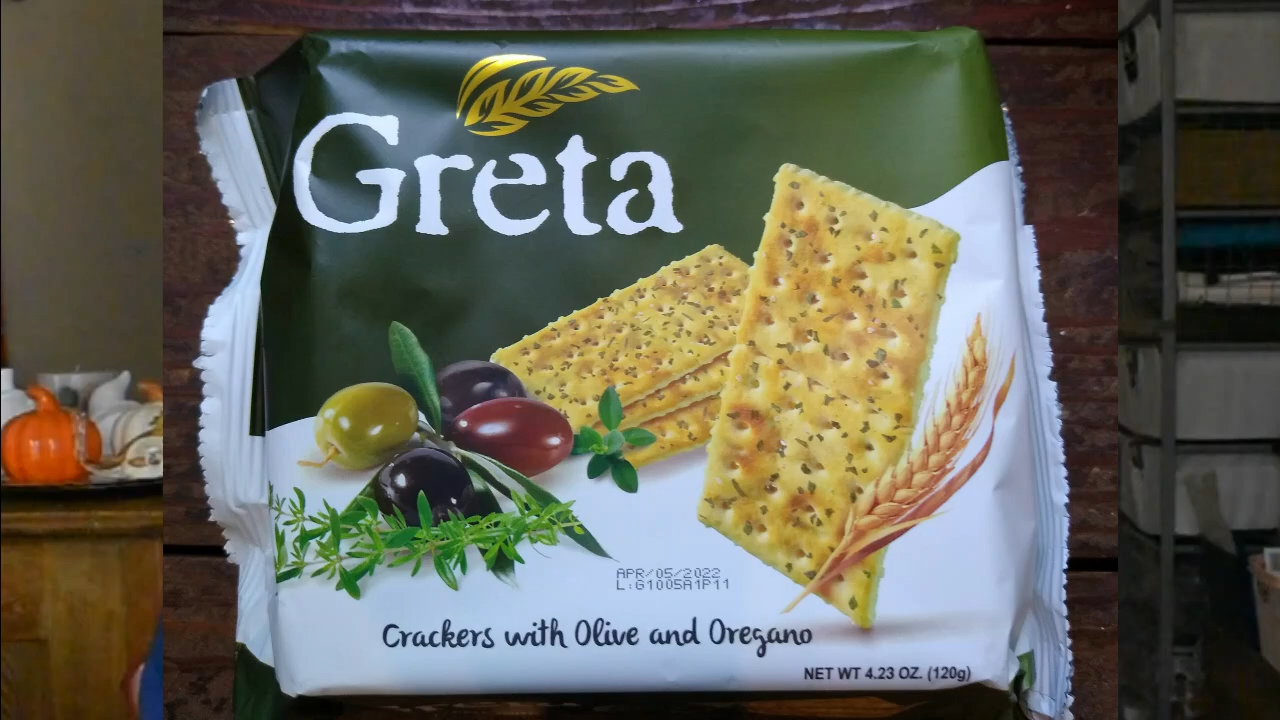 Greta
APR/05/2022
L:G1005A1P11
Crackers with Olive and Oregano
NET WT 4.23 OZ. (120g)